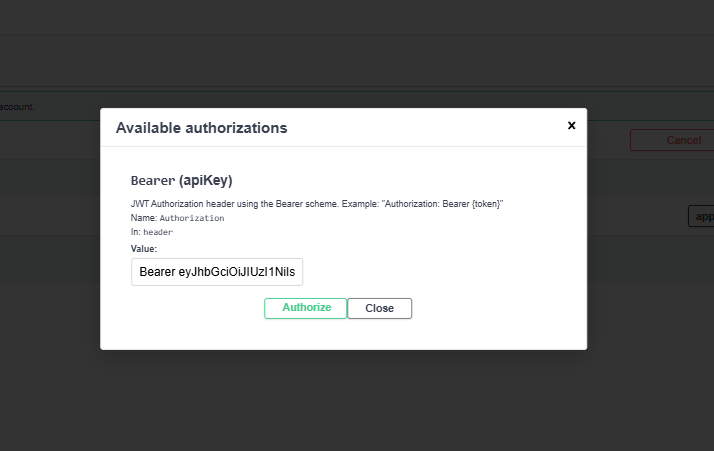 account.
Available authorizations
x
Cancel
Bearer (apiKey)
JWT Authorization header using the Bearer scheme. Example: "Authorization: Bearer {token}"
Name: Authorization
app
In: header
Value:
Bearer eyJhbGciOiJIUzI1NiIs
Authorize Close